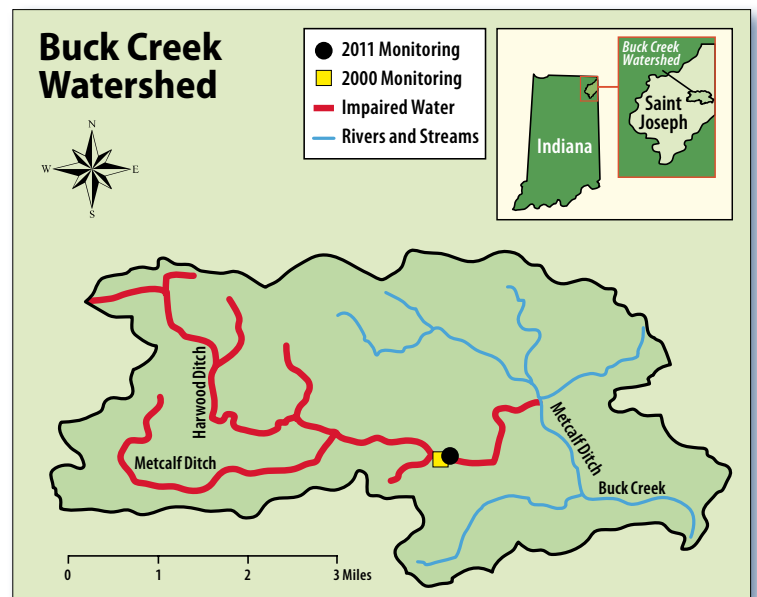 Buck Creek
Watershed
2011 Monitoring
2000 Monitoring
Impaired Water
Rivers and Streams
Buck Creek
Watershed
Saint
Joseph
Indiana
N
W
E
S
Harwood Ditch
Metcalf Ditch
Metcalf Ditch
Buck Creek
0
1
2
3 Miles